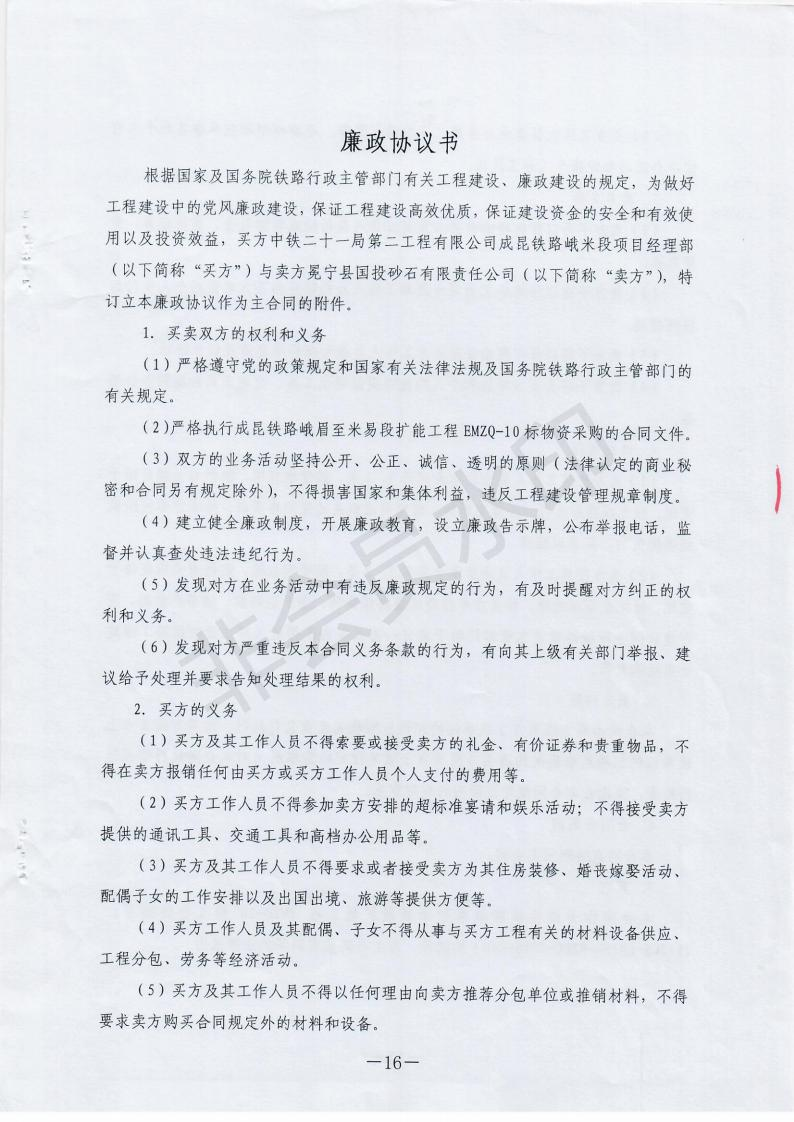 廉政协议书
根据国家及国务院铁路行政主管部门有关工程建设、廉政建设的规定，为做好
工程建设中的党风廉政建设，保证工程建设高效优质，保证建设资金的安全和有效使
用以及投资效益，买方中铁二十一局第二工程有限公司成昆铁路峨米段项目经理部
（以下简称“买方”）与卖方冕宁县国投砂石有限责任公司（以下简称“卖方”），特
订立本廉政协议作为主合同的附件。
1. 买卖双方的权利和义务
（1）严格遵守党的政策规定和国家有关法律法规及国务院铁路行政主管部门的
有关规定。
（2）严格执行成昆铁路峨眉至米易段扩能工程 EMZQ-10 标物资采购的合同文件。
（3）双方的业务活动坚持公开、公正、诚信、透明的原则（法律认定的商业秘
密和合同另有规定除外），不得损害国家和集体利益，违反工程建设管理规章制度。
（4）建立健全廉政制度，开展廉政教育，设立廉政告示牌，公布举报电话，监
督并认真查处违法违纪行为。
（5）发现对方在业务活动中有违反廉政规定的行为，有及时提醒对方纠正的权
利和义务。
（6）发现对方严重违反本合同义务条款的行为，有向其上级有关部门举报、建
议给予处理并要求告知处理结果的权利。
2. 买方的义务
（1）买方及其工作人员不得索要或接受卖方的礼金、有价证券和贵重物品，不
得在卖方报销任何由买方或买方工作人员个人支付的费用等。
（2）买方工作人员不得参加卖方安排的超标准宴请和娱乐活动；不得接受卖方
提供的通讯工具、交通工具和高档办公用品等。
（3）买方及其工作人员不得要求或者接受卖方为其住房装修、婚丧嫁娶活动、
配偶子女的工作安排以及出国出境、旅游等提供方便等。
（4）买方工作人员及其配偶、子女不得从事与买方工程有关的材料设备供应、
工程分包、劳务等经济活动。
（5）买方及其工作人员不得以任何理由向卖方推荐分包单位或推销材料，不得
要求卖方购买合同规定外的材料和设备。
—16—
非会员水印